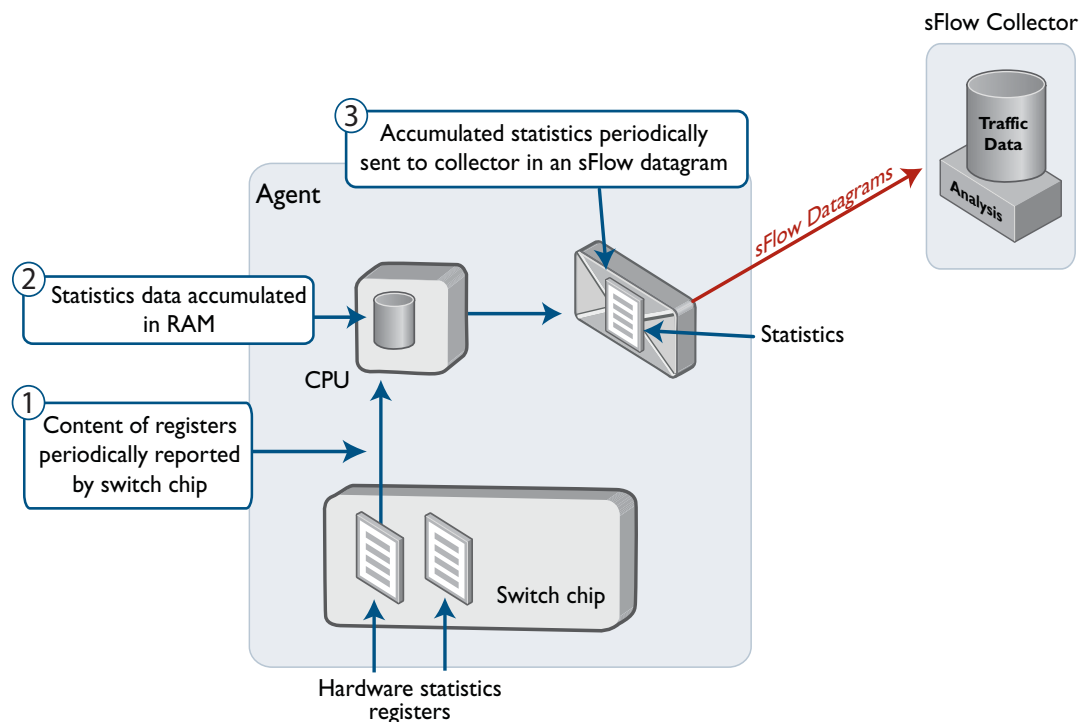 sFlow Collector
Traffic
Data
Analysis
3
Accumulated statistics periodically
sent to collector in an sFlow datagram
sFlow Datagrams
Agent
2
Statistics data accumulated
in RAM
Statistics
CPU
1
Content of registers
periodically reported
by switch chip
Switch chip
Hardware statistics
registers